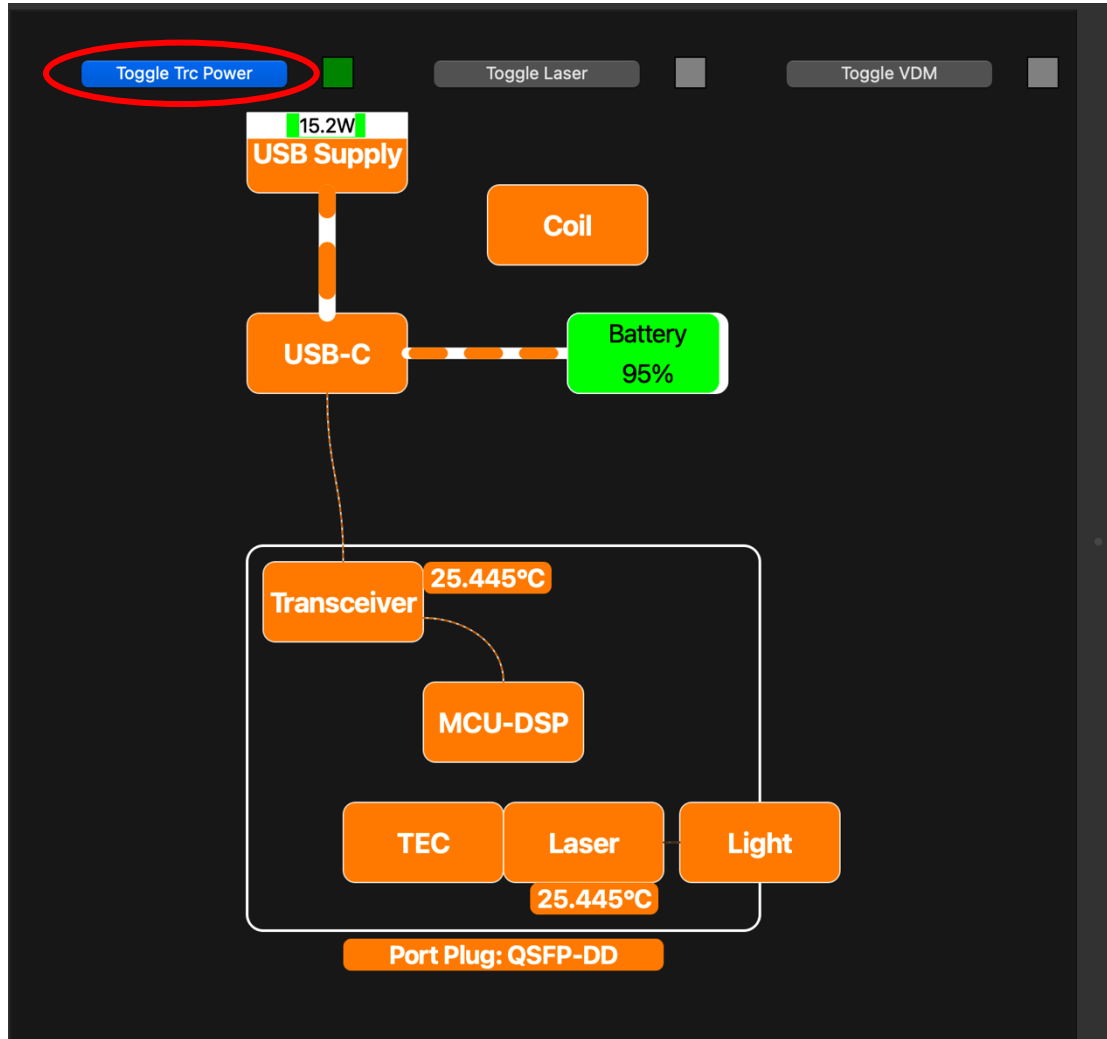 Toggle Trc Power
Toggle Laser
Toggle VDM
15.2W
USB Supply
Coil
USB-C
Battery
95%
Transceiver
25.445°C
MCU-DSP
TEC
Laser
Light
25.445°C
Port Plug: QSFP-DD